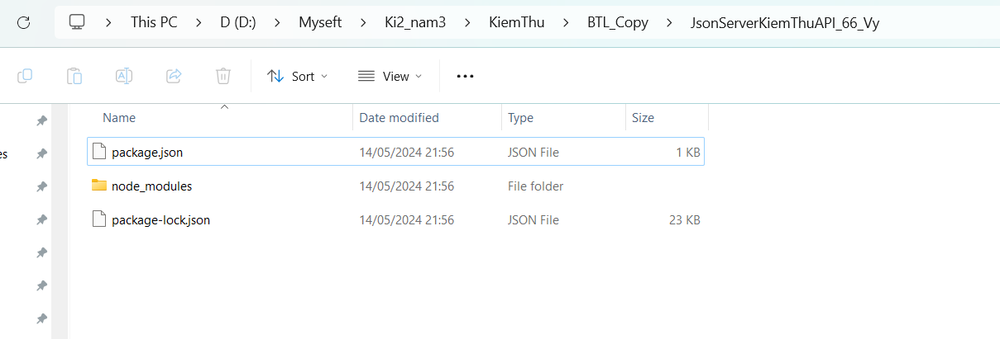 This PC > D (D:) > Myseft > Ki2_nam3 > KiemThu > BTL_Copy > JsonServerKiemThuAPI_66_Vy
Sort View
Name Date modified Type Size
es
package.json 14/05/2024 21:56 JSON File 1 KB
node_modules 14/05/2024 21:56 File folder
package-lock.json 14/05/2024 21:56 JSON File 23 KB